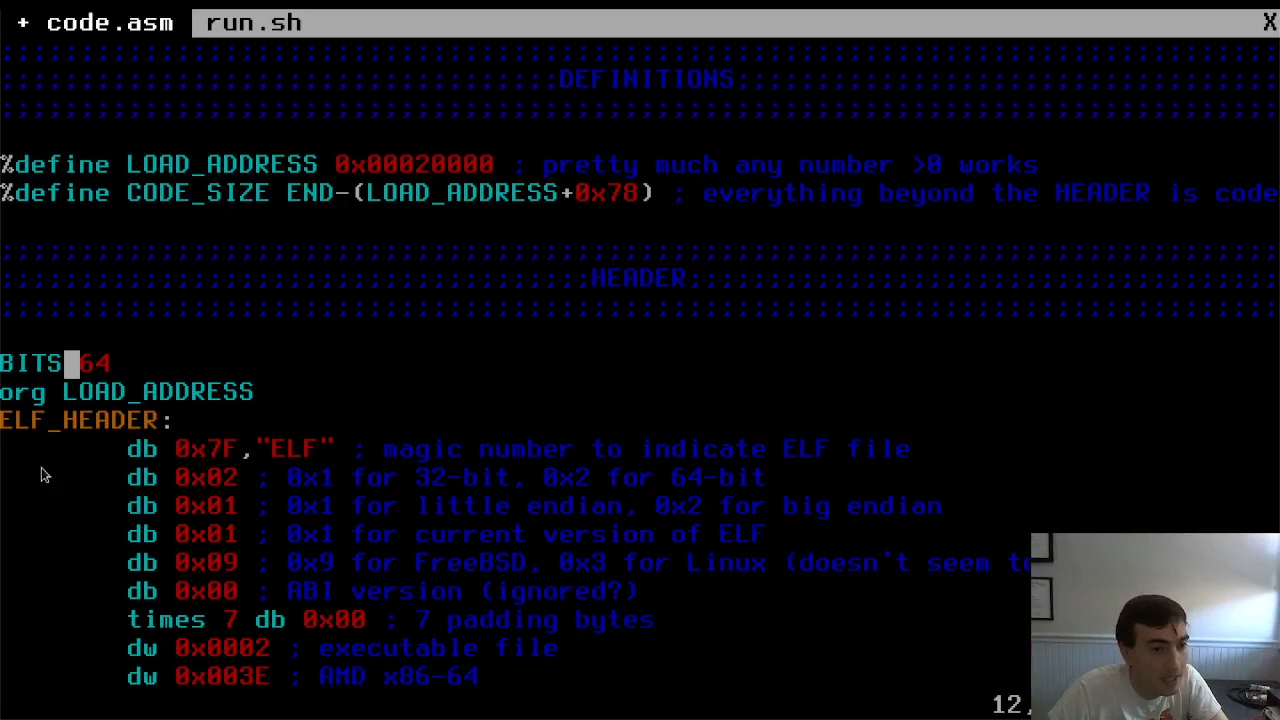 + code.asm run.sh X
;;;;;;;;;;;;;;;;;;;;;;;;;;;;;;;;;;;;;;;;;;;;;;;;;;;;;;;;;;;;;;;;;;;;;;;;;;;;;;;;
;;;;;;;;;;;;;;;;;;;;;;;;;;;;;;;;;;;DEFINITIONS;;;;;;;;;;;;;;;;;;;;;;;;;;;;;;;;;;
;;;;;;;;;;;;;;;;;;;;;;;;;;;;;;;;;;;;;;;;;;;;;;;;;;;;;;;;;;;;;;;;;;;;;;;;;;;;;;;;
%define LOAD_ADDRESS 0x00020000 ; pretty much any number >0 works
%define CODE_SIZE END-(LOAD_ADDRESS+0x78) ; everything beyond the HEADER is code
;;;;;;;;;;;;;;;;;;;;;;;;;;;;;;;;;;;;;;;;;;;;;;;;;;;;;;;;;;;;;;;;;;;;;;;;;;;;;;;;
;;;;;;;;;;;;;;;;;;;;;;;;;;;;;;;;;;;;;HEADER;;;;;;;;;;;;;;;;;;;;;;;;;;;;;;;;;;;;;
;;;;;;;;;;;;;;;;;;;;;;;;;;;;;;;;;;;;;;;;;;;;;;;;;;;;;;;;;;;;;;;;;;;;;;;;;;;;;;;;
BITS 64
org LOAD_ADDRESS
ELF_HEADER:
db 0x7F,"ELF" ; magic number to indicate ELF file
db 0x02 ; 0x1 for 32-bit, 0x2 for 64-bit
db 0x01 ; 0x1 for little endian, 0x2 for big endian
db 0x01 ; 0x1 for current version of ELF
db 0x09 ; 0x9 for FreeBSD, 0x3 for Linux (doesn't seem to
db 0x00 ; ABI version (ignored?)
times 7 db 0x00 ; 7 padding bytes
dw 0x0002 ; executable file
dw 0x003E ; AMD x86-64
12,